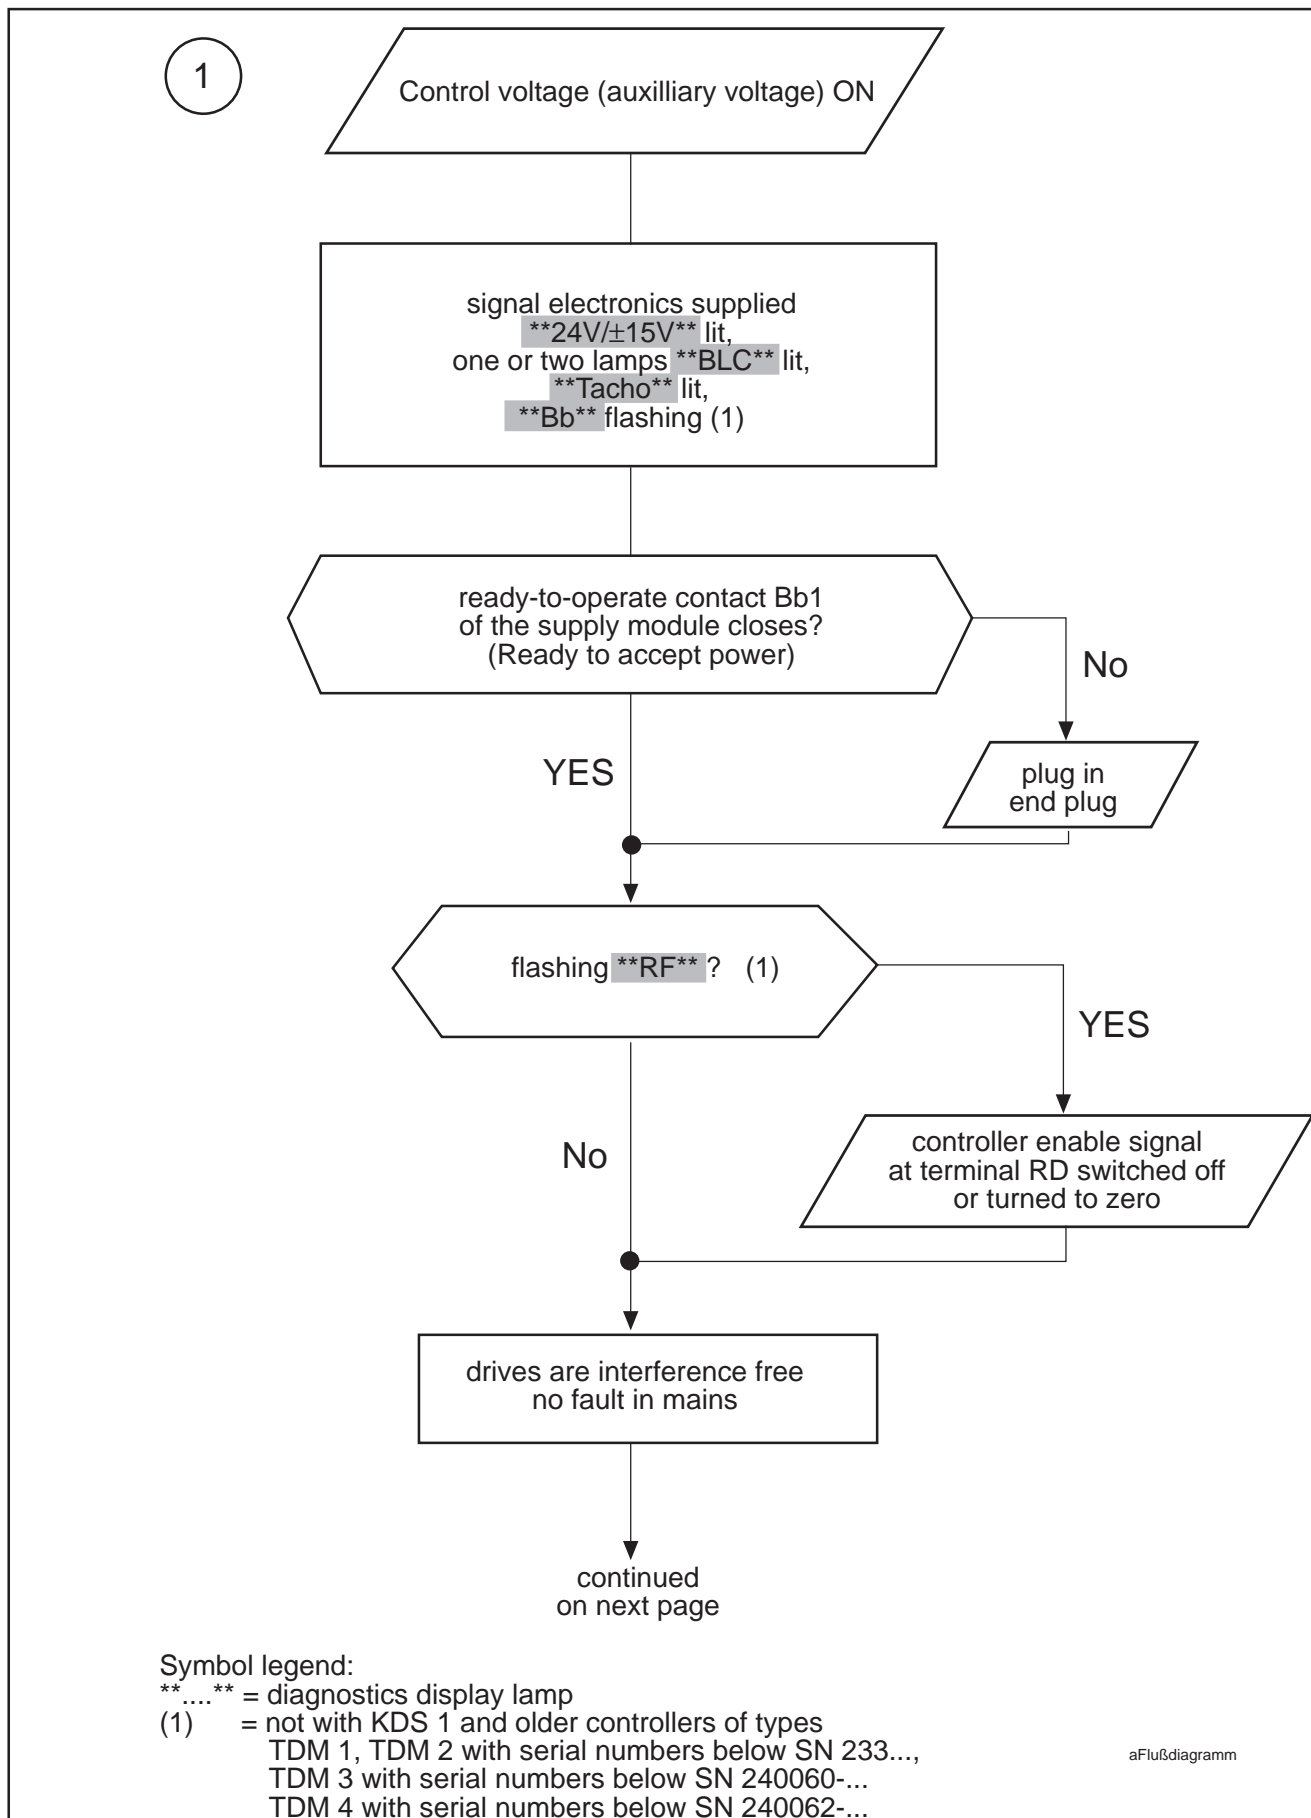 1
Control voltage (auxilliary voltage) ON
signal electronics supplied
**24V/±15V** lit,
one or two lamps **BLC** lit,
**Tacho** lit,
**Bb** flashing (1)
ready-to-operate contact Bb1
of the supply module closes?
(Ready to accept power)
No
YES
plug in
end plug
flashing **RF** ? (1)
YES
No
controller enable signal
at terminal RD switched off
or turned to zero
drives are interference free
no fault in mains
continued
on next page
Symbol legend:
**....** = diagnostics display lamp
(1) = not with KDS 1 and older controllers of types
TDM 1, TDM 2 with serial numbers below SN 233...,
TDM 3 with serial numbers below SN 240060-...
TDM 4 with serial numbers below SN 240062-...
aFlußdiagramm